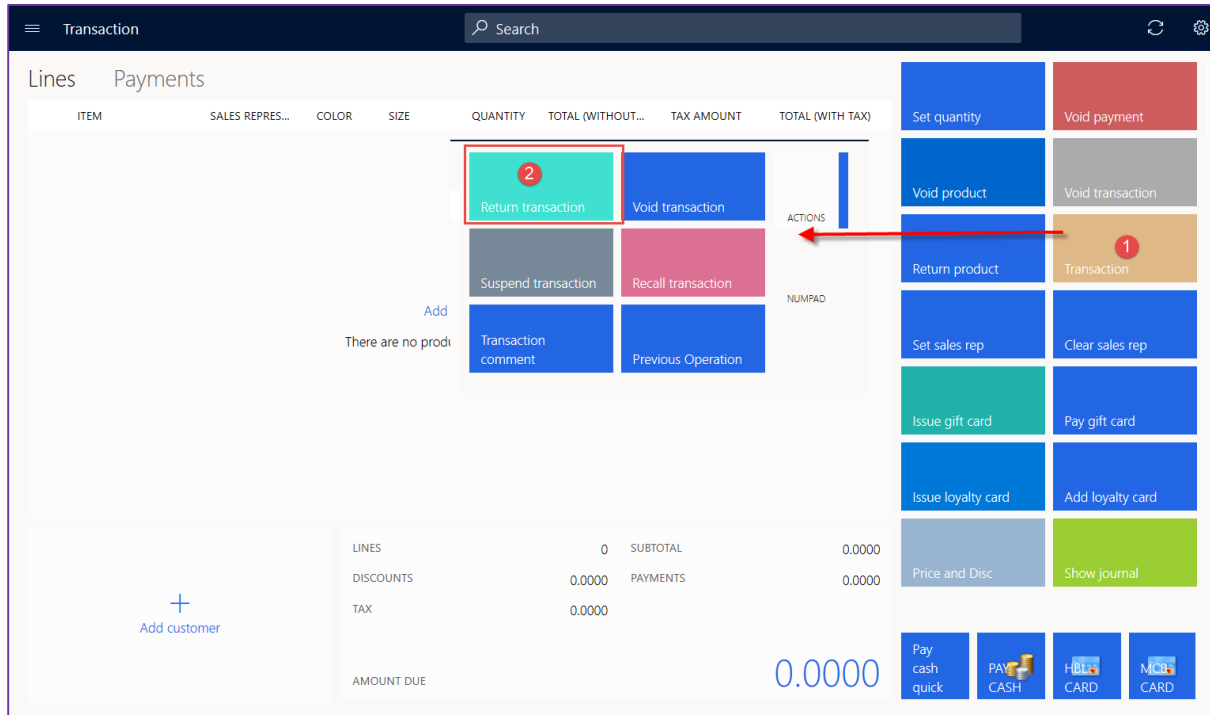 Transaction
Search
Lines Payments
ITEM SALES REPRES... COLOR SIZE QUANTITY TOTAL (WITHOUT... TAX AMOUNT TOTAL (WITH TAX)
2
Return transaction
Void transaction
ACTIONS
Suspend transaction
Recall transaction
NUMPAD
Add
There are no produ
Transaction
comment
Previous Operation
Set quantity
Void payment
Void product
Void transaction
Return product
1
Transaction
Set sales rep
Clear sales rep
Issue gift card
Pay gift card
Issue loyalty card
Add loyalty card
Price and Disc
Show journal
Add customer
LINES 0 SUBTOTAL 0.0000
DISCOUNTS 0.0000 PAYMENTS 0.0000
TAX 0.0000
AMOUNT DUE 0.0000
Pay
cash
quick
PAY
CASH
HBL
CARD
MCB
CARD